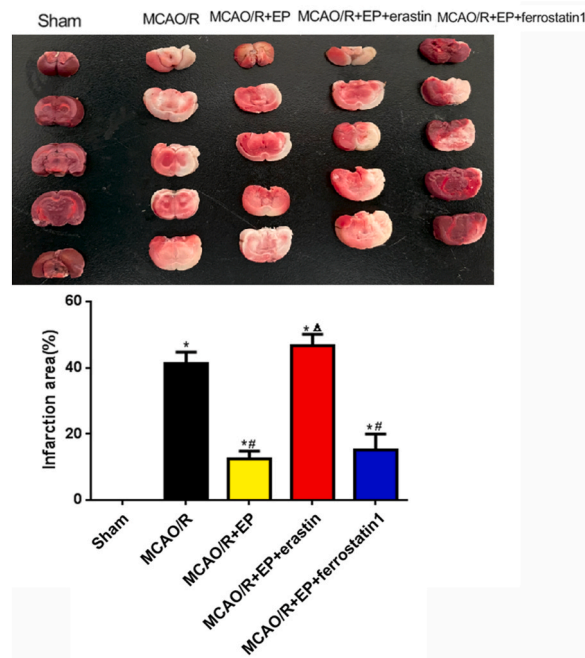 Sham MCAO/R MCAO/R+EP MCAO/R+EP+erastin MCAO/R+EP+ferrostatin1
60
40
20
0
Infarction area(%)
*
*#
*▲
*#
Sham
MCAO/R
MCAO/R+EP
MCAO/R+EP+erastin
MCAO/R+EP+ferrostatin1